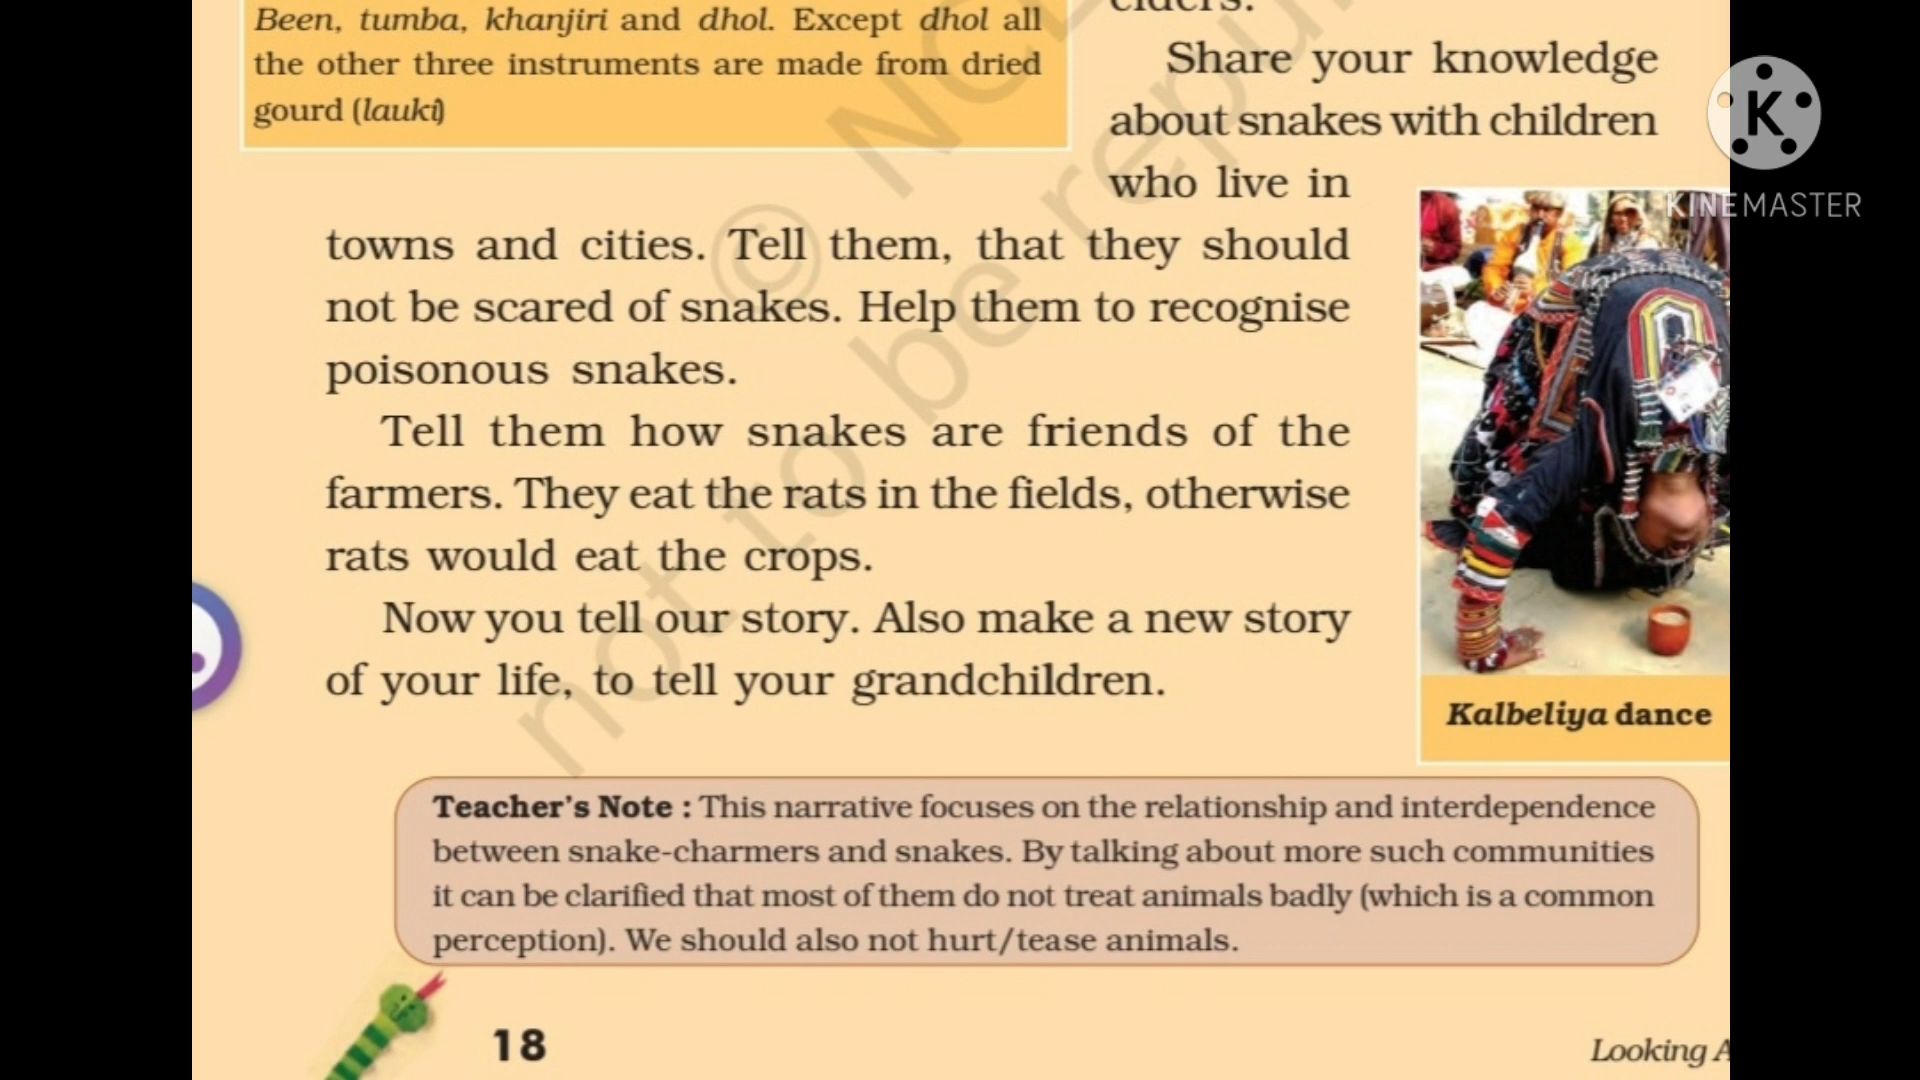 Been, tumba, khanjiri and dhol. Except dhol all
the other three instruments are made from dried
gourd (lauki)
elders.
Share your knowledge
about snakes with children
who live in
towns and cities. Tell them, that they should
not be scared of snakes. Help them to recognise
poisonous snakes.
Tell them how snakes are friends of the
farmers. They eat the rats in the fields, otherwise
rats would eat the crops.
Now you tell our story. Also make a new story
of your life, to tell your grandchildren.
K
KINEMASTER
Kalbeliya dance
Teacher's Note : This narrative focuses on the relationship and interdependence
between snake-charmers and snakes. By talking about more such communities
it can be clarified that most of them do not treat animals badly (which is a common
perception). We should also not hurt/tease animals.
18
Looking A
not to be repu
© NCE